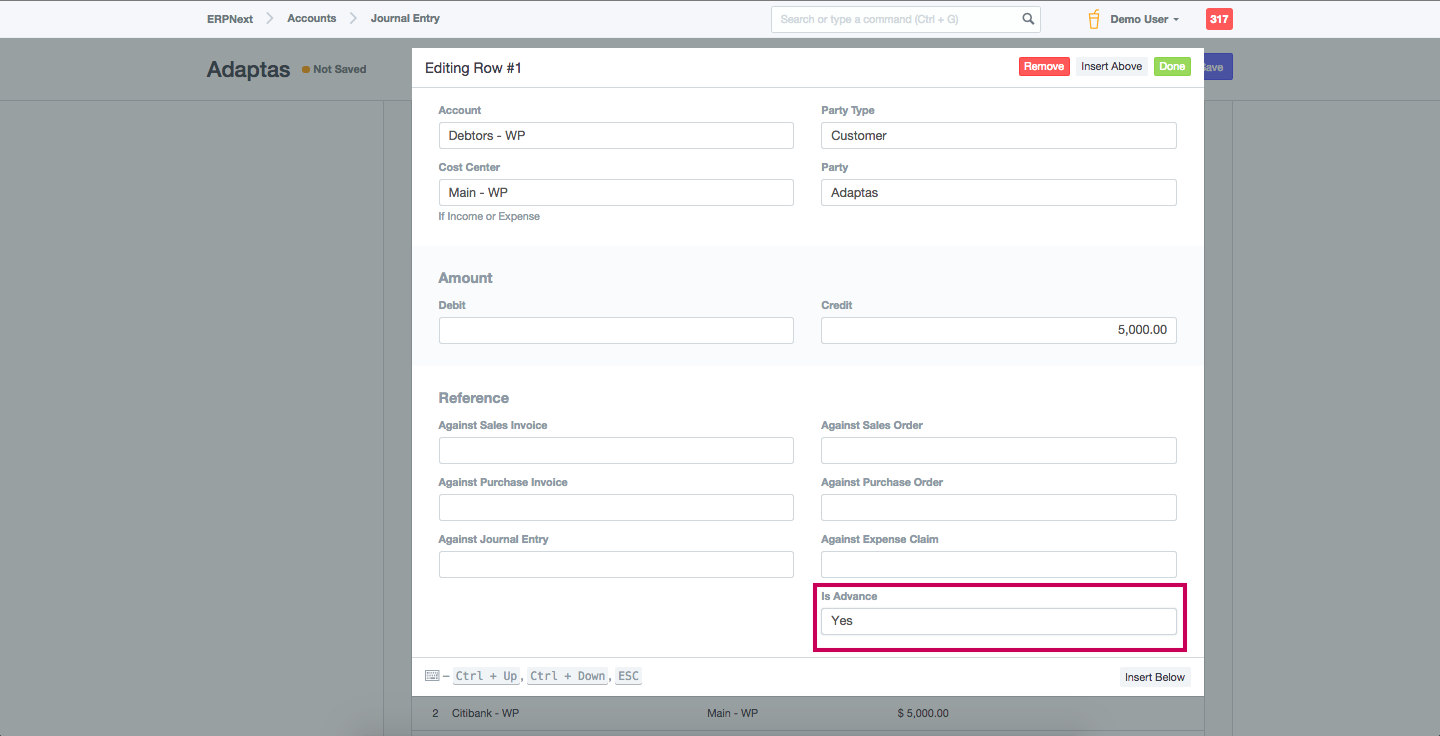 ERPNext Accounts Journal Entry Search or type a command (Ctrl + G) Demo User 317
Adaptas Not Saved ave
Editing Row #1 Remove Insert Above Done
Account Party Type
Debtors - WP Customer
Cost Center Party
Main - WP Adaptas
If Income or Expense
Amount
Debit Credit
5,000.00
Reference
Against Sales Invoice Against Sales Order
Against Purchase Invoice Against Purchase Order
Against Journal Entry Against Expense Claim
Is Advance
Yes
– Ctrl + Up, Ctrl + Down, ESC Insert Below
2 Citibank - WP Main - WP $ 5,000.00